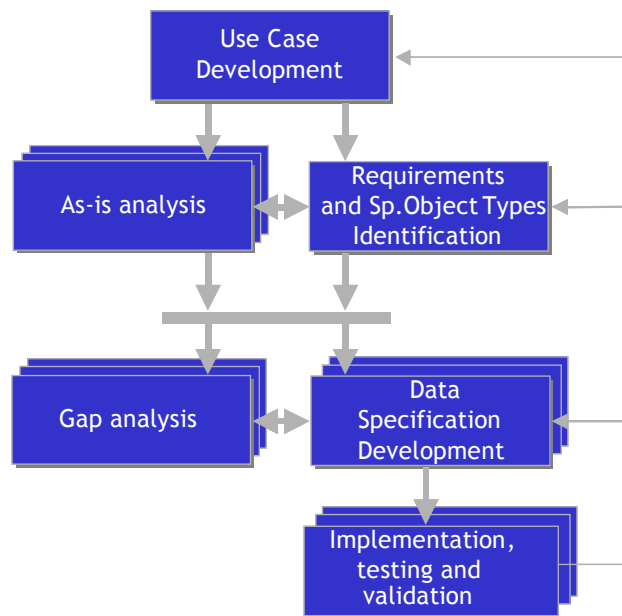 Use Case
Development
As-is analysis
Requirements
and Sp.Object Types
Identification
Gap analysis
Data
Specification
Development
Implementation,
testing and
validation